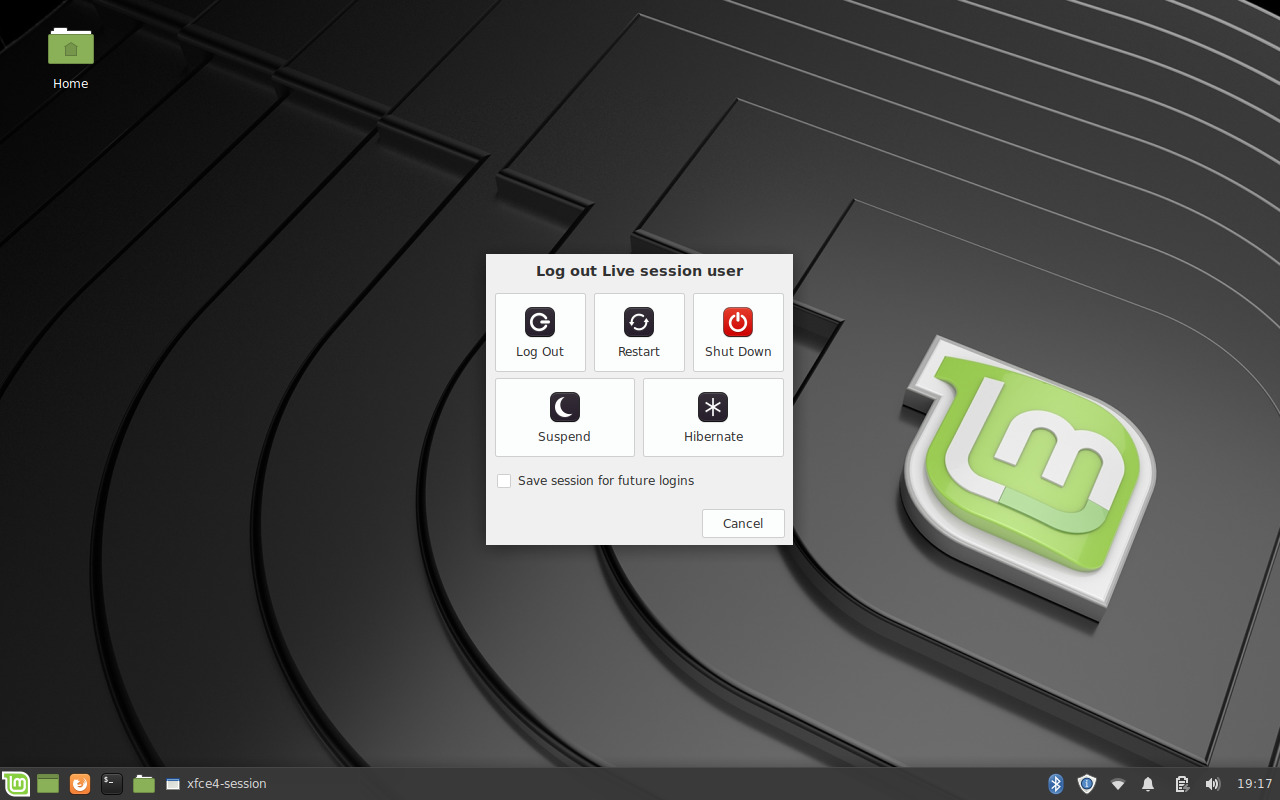 Home
Log out Live session user
Log Out
Restart
Shut Down
Suspend
Hibernate
Save session for future logins
Cancel
xfce4-session
19:17